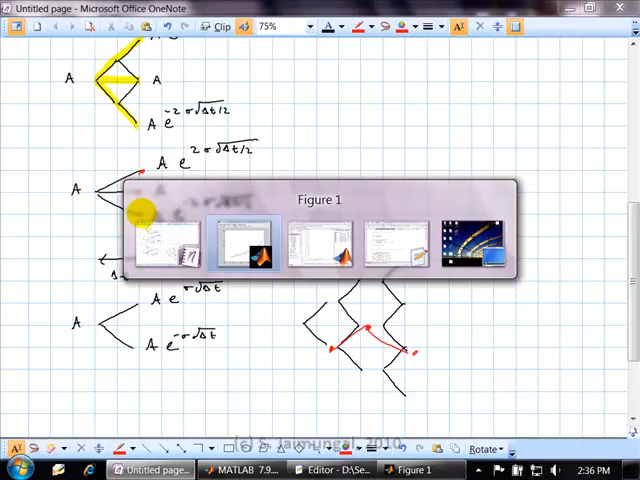 Untitled page - Microsoft Office OneNote
Clip
75%
A
A
A e^{-2σ√Δt/2}
A e^{2σ√Δt/2}
A
Figure 1
A e^{σ√Δt}
A
A e^{-σ√Δt}
(c) S. Jaimungal, 2010
Rotate
Untitled page...
MATLAB 7.9....
Editor - D:\Se...
Figure 1
2:36 PM